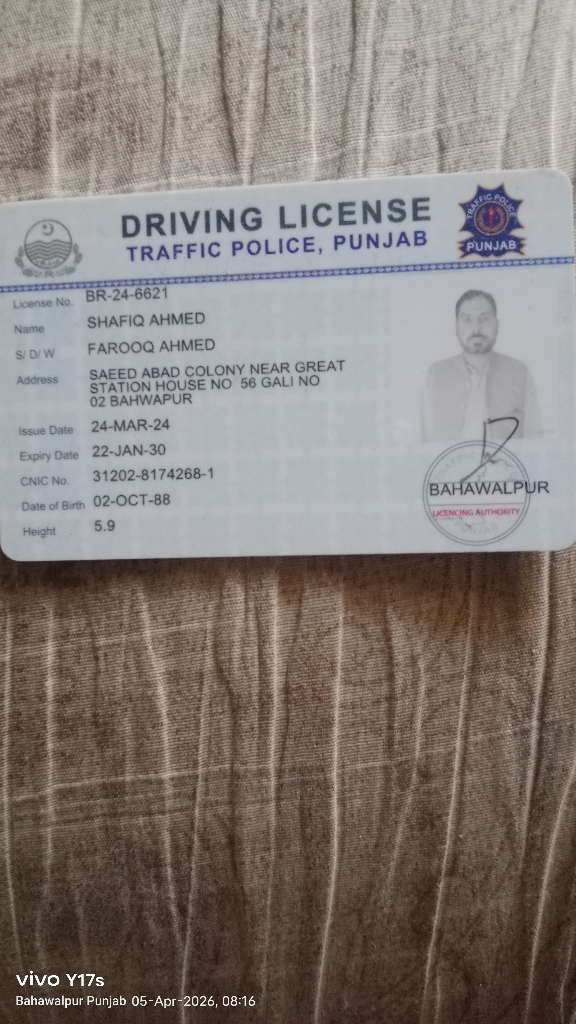 DRIVING LICENSE
TRAFFIC POLICE, PUNJAB
TRAFFIC POLICE
PUNJAB
License No. BR-24-6621
Name SHAFIQ AHMED
S/ D/ W FAROOQ AHMED
Address SAEED ABAD COLONY NEAR GREAT
STATION HOUSE NO 56 GALI NO
02 BAHWAPUR
Issue Date 24-MAR-24
Expiry Date 22-JAN-30
CNIC No. 31202-8174268-1
Date of Birth 02-OCT-88
Height 5.9
BAHAWALPUR
LICENCING AUTHORITY
vivo Y17s
Bahawalpur Punjab 05-Apr-2026, 08:16